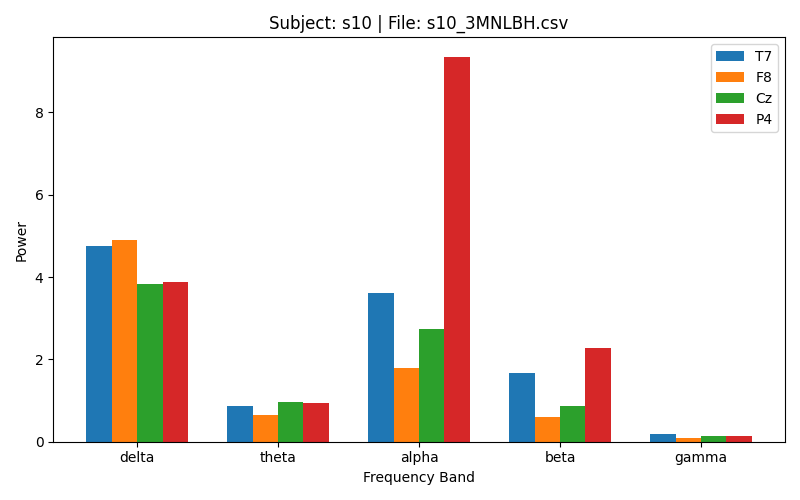 Subject: s10 | File: s10_3MNLBH.csv
T7
F8
Cz
P4
Power
8
6
4
2
0
delta theta alpha beta gamma
Frequency Band